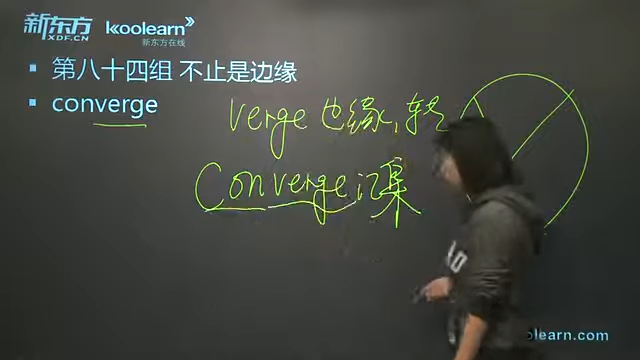 新东方 koolearn
XDF.CN 新东方在线
第八十四组 不止是边缘
converge
verge 边缘，转
Converge 汇集
olearn.com